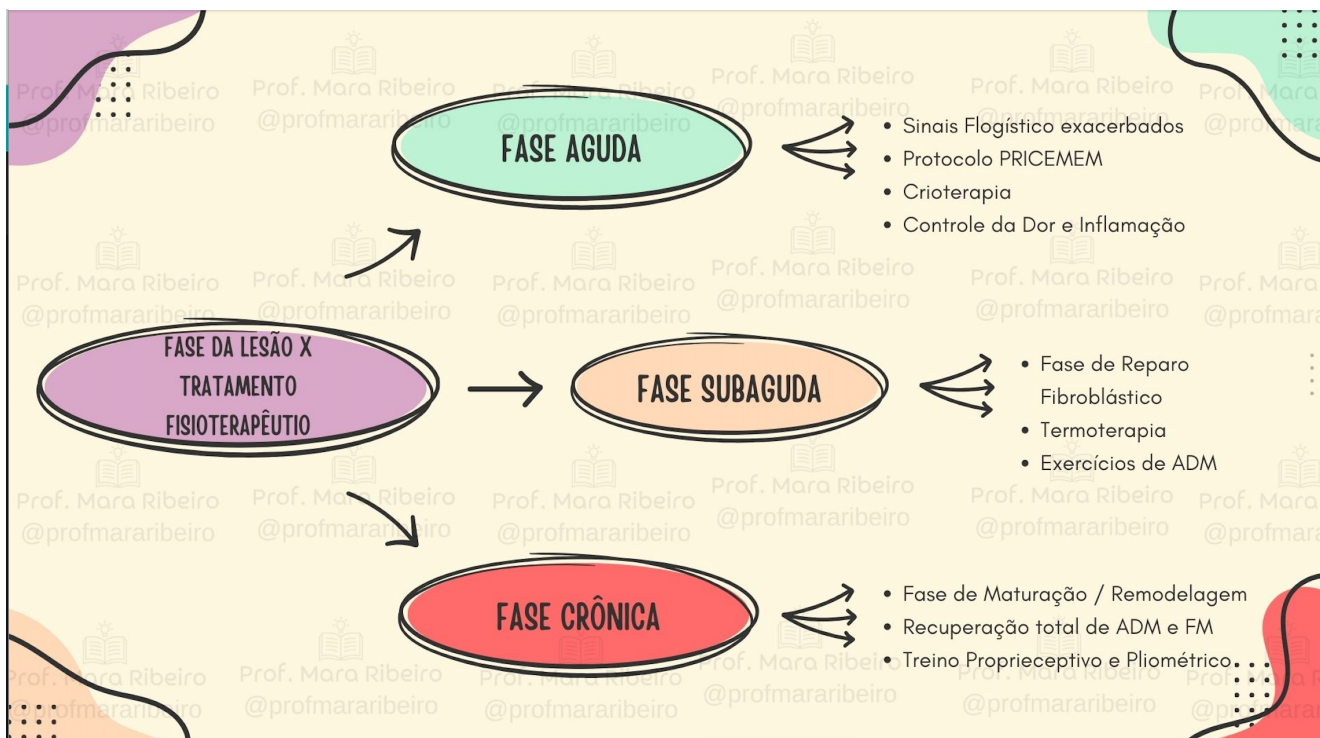 FASE AGUDA
• Sinais Flogístico exacerbados
• Protocolo PRICEMEM
• Crioterapia
• Controle da Dor e Inflamação
FASE DA LESÃO X
TRATAMENTO
FISIOTERAPÊUTIO
FASE SUBAGUDA
• Fase de Reparo
Fibroblástico
• Termoterapia
• Exercícios de ADM
FASE CRÔNICA
• Fase de Maturação / Remodelagem
• Recuperação total de ADM e FM
• Treino Proprieceptivo e Pliométrico
Prof. Mara Ribeiro
@profmararibeiro